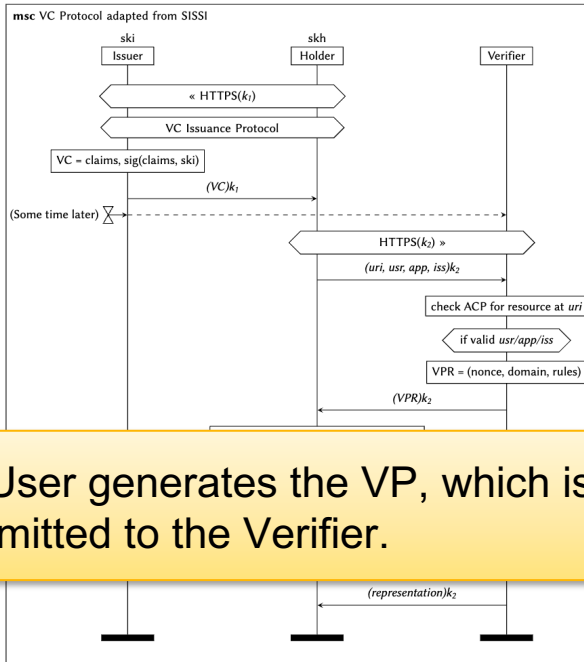 msc VC Protocol adapted from SISSI
ski skh
Issuer Holder Verifier
« HTTPS(k₁)
VC Issuance Protocol
VC = claims, sig(claims, ski)
(VC)k₁
(Some time later)
HTTPS(k₂) »
(uri, usr, app, iss)k₂
check ACP for resource at uri
if valid usr/app/iss
VPR = (nonce, domain, rules)
(VPR)k₂
User generates the VP, which is
mitted to the Verifier.
(representation)k₂